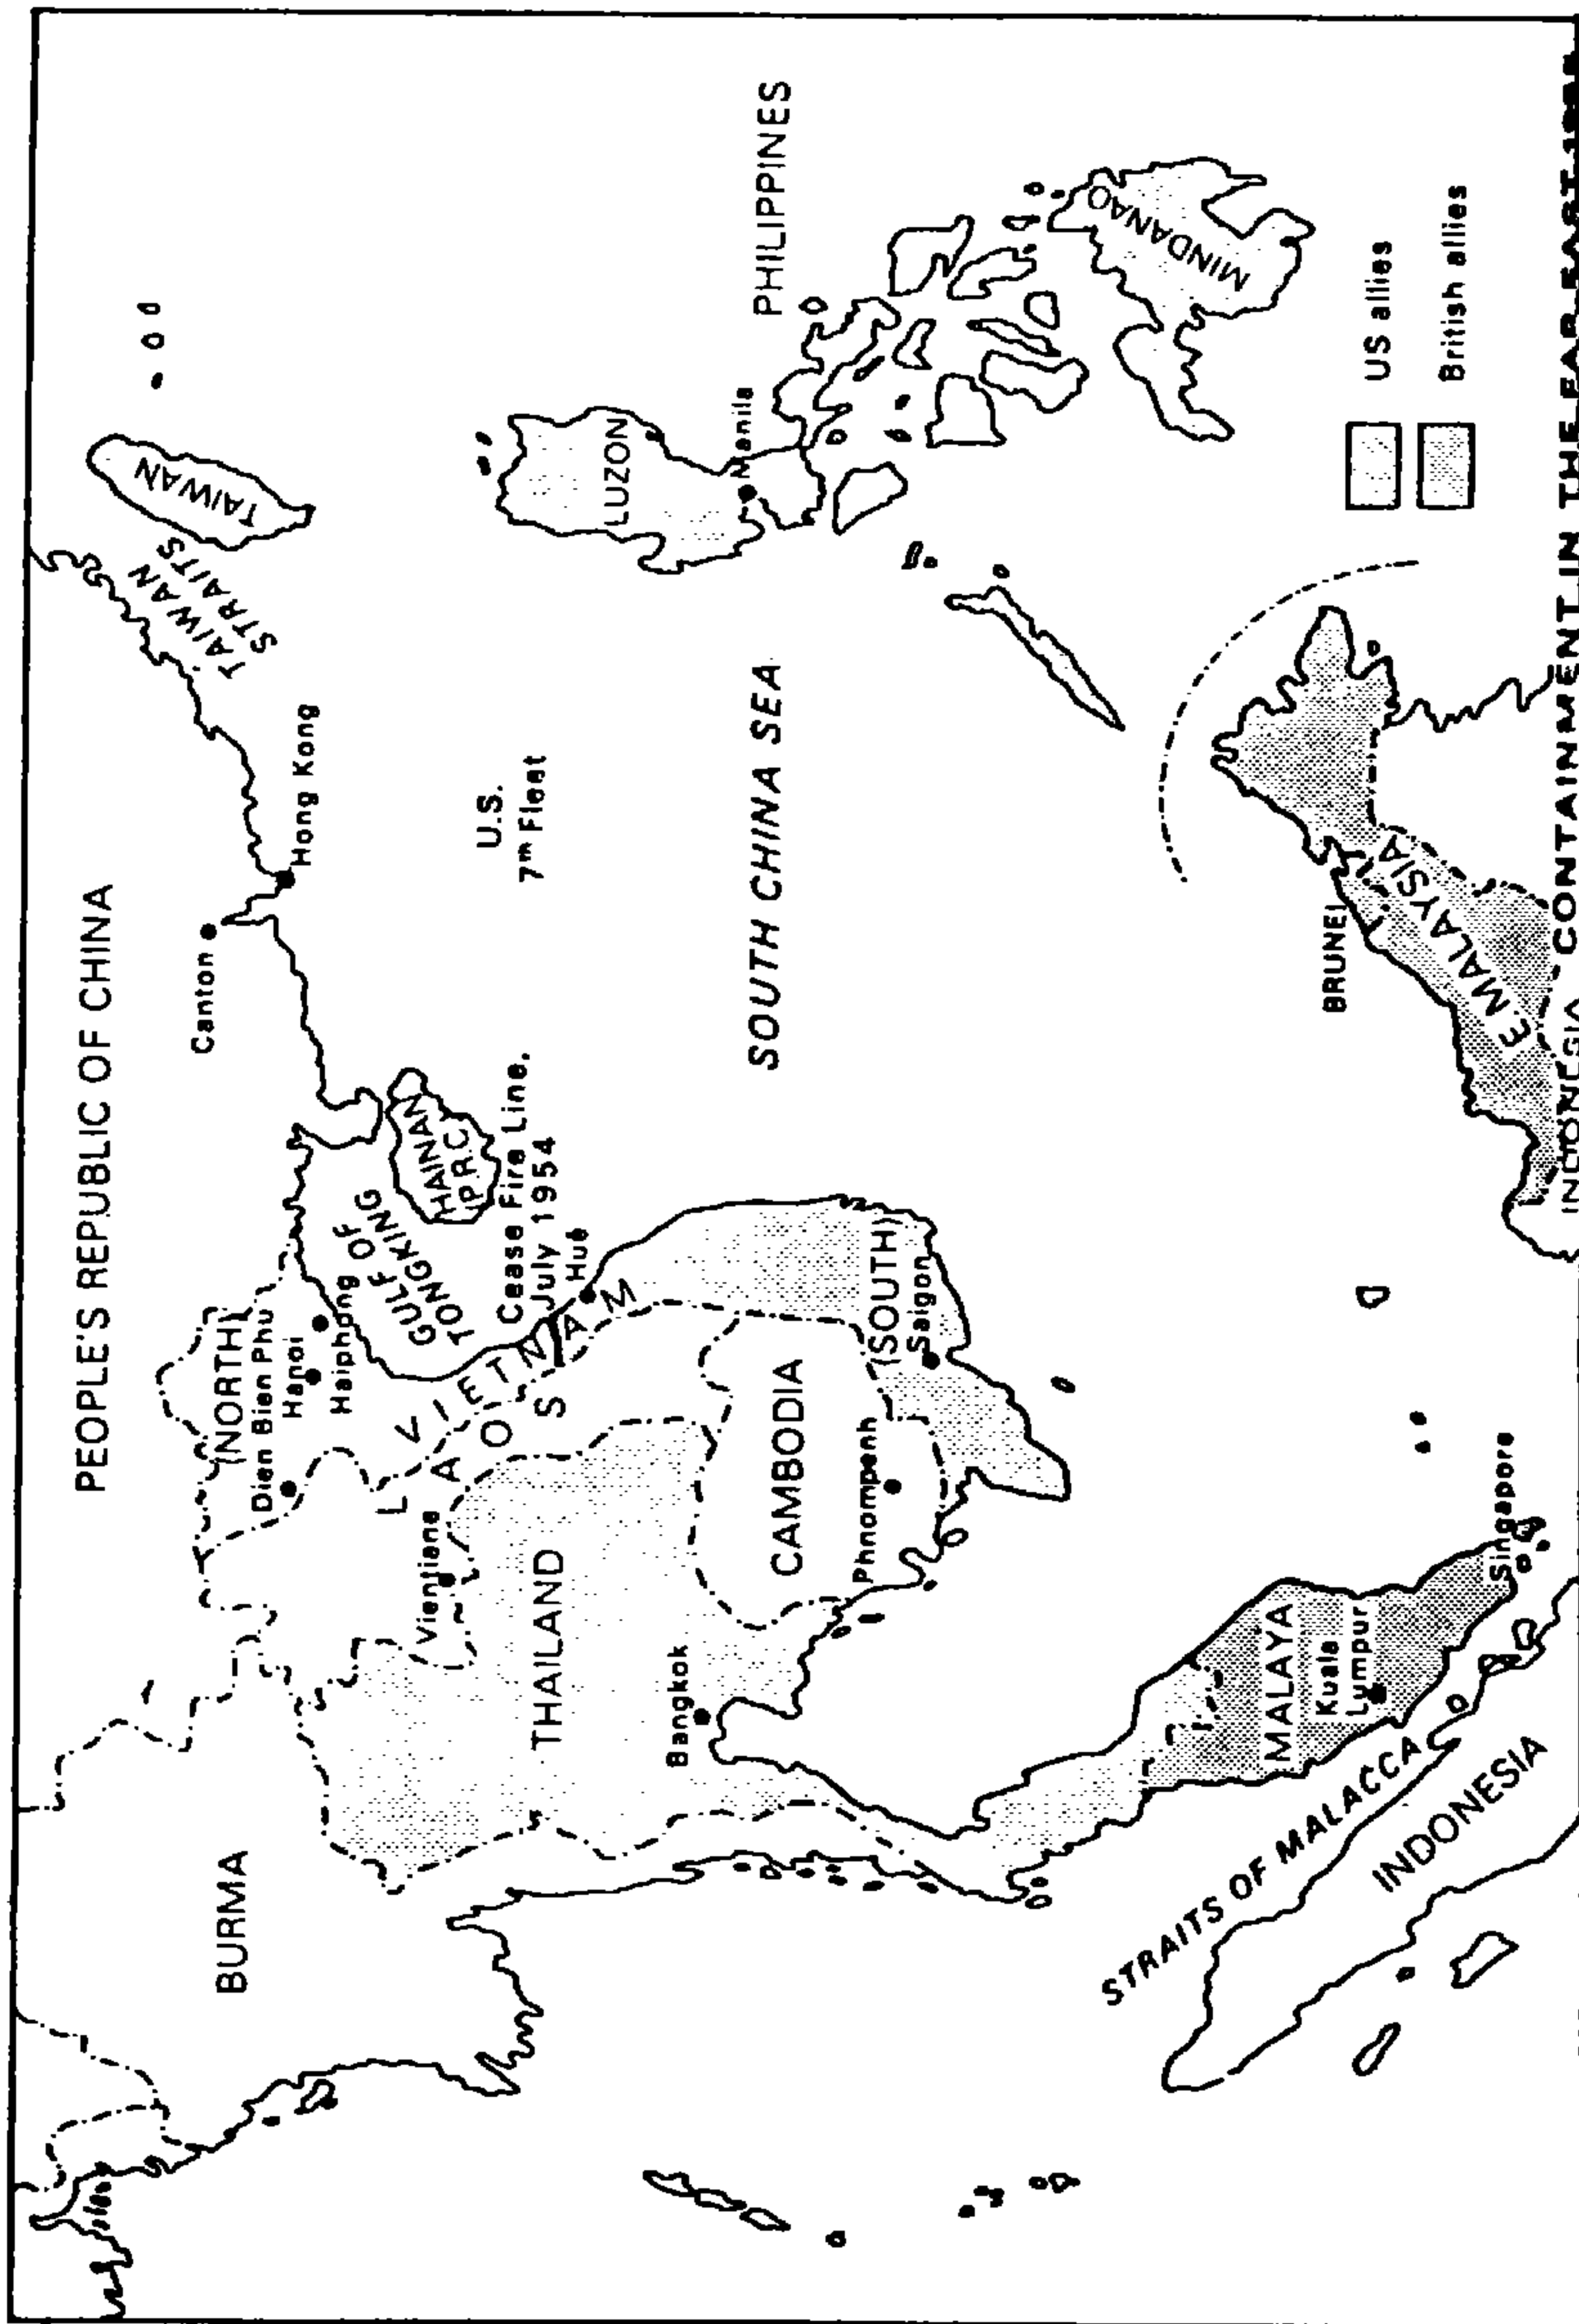 PEOPLE'S REPUBLIC OF CHINA
BURMA
(NORTH)
Dien Bien Phu
Hanoi
Haiphong
Canton
Hong Kong
TAIWAN
STRAITS
TAIWAN
GULF OF
TONGKING
HAINAN
P.R.C.
Cease Fire Line.
July 1954
Hué
VIETNAM
LAOS
Vientiane
THAILAND
Bangkok
CAMBODIA
Phnompenh
(SOUTH)
Saigon
U.S.
7th Fleet
SOUTH CHINA SEA
LUZON
Manila
PHILIPPINES
MINDANAO
STRAITS OF MALACCA
INDONESIA
MALAYA
Kuala
Lumpur
Singapore
BRUNEI
E. MALAYSIA
INDONESIA
US allies
British allies
CONTAINMENT IN THE FAR EAST